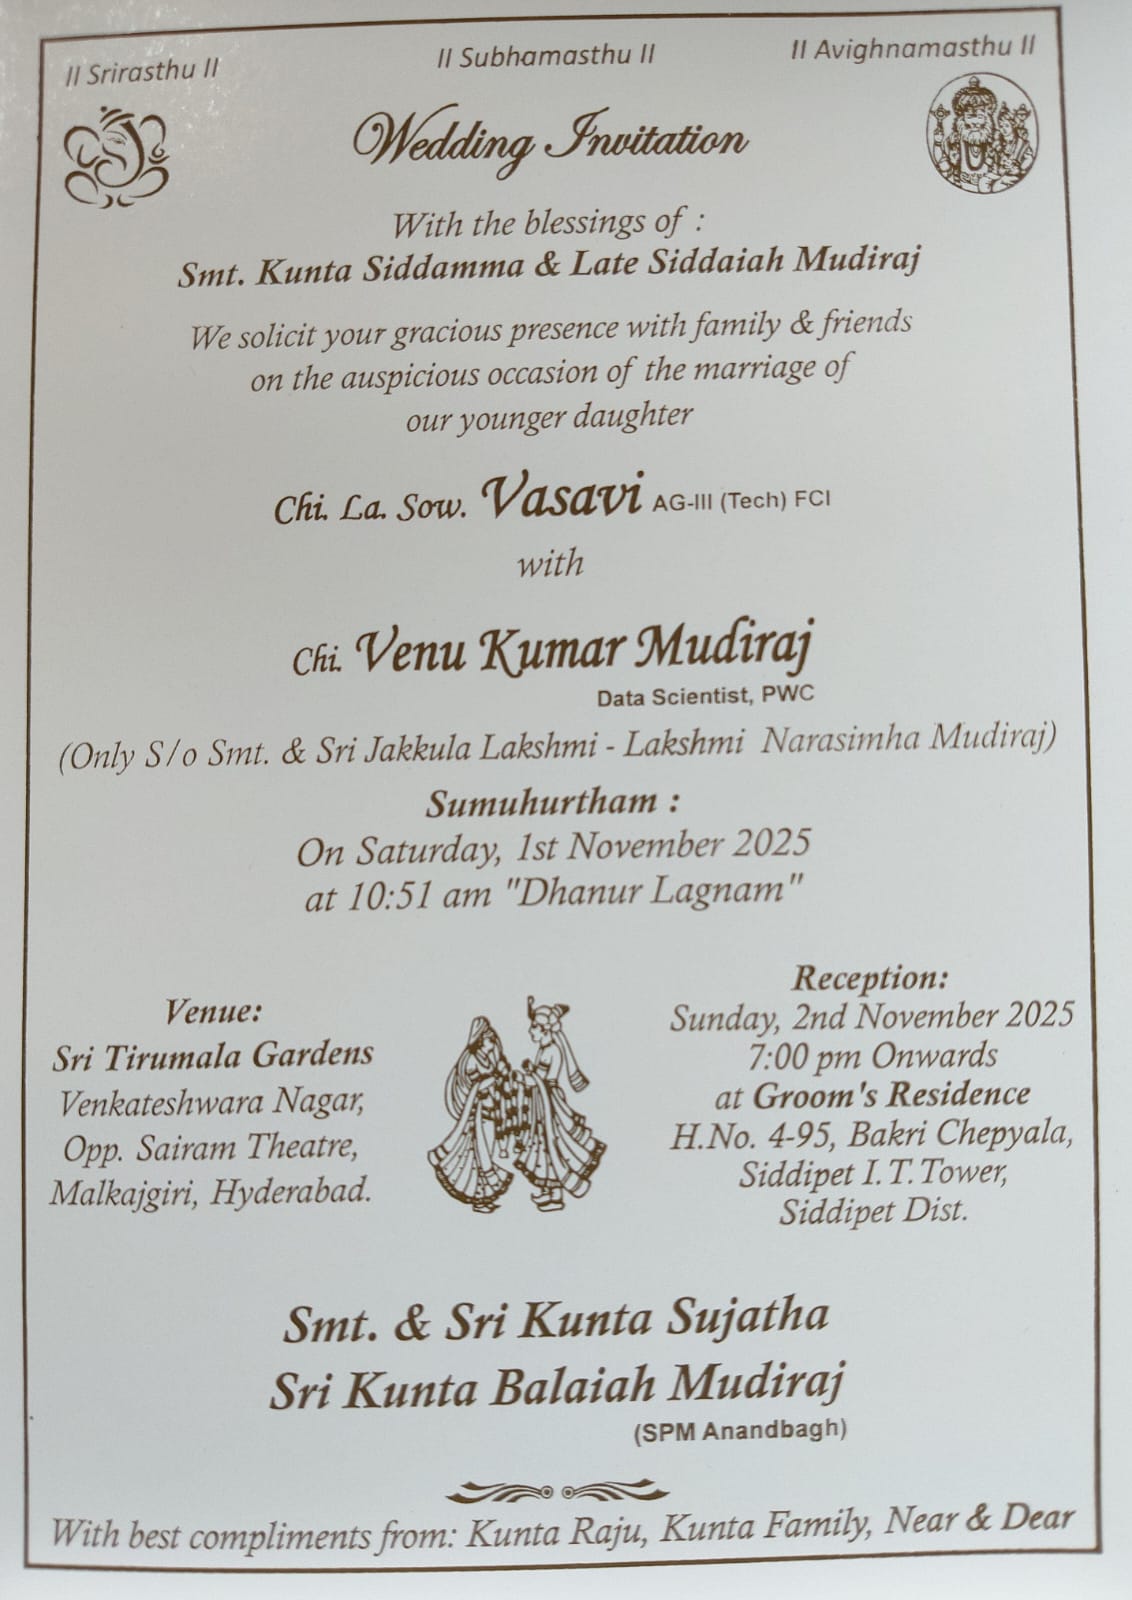 II Srirasthu II
II Subhamasthu II
II Avighnamasthu II
Wedding Invitation
With the blessings of :
Smt. Kunta Siddamma & Late Siddaiah Mudiraj
We solicit your gracious presence with family & friends
on the auspicious occasion of the marriage of
our younger daughter
Chi. La. Sow. Vasavi AG-III (Tech) FCI
with
Chi. Venu Kumar Mudiraj
Data Scientist, PWC
(Only S/o Smt. & Sri Jakkula Lakshmi - Lakshmi Narasimha Mudiraj)
Sumuhurtham :
On Saturday, 1st November 2025
at 10:51 am "Dhanur Lagnam"
Venue:
Sri Tirumala Gardens
Venkateshwara Nagar,
Opp. Sairam Theatre,
Malkajgiri, Hyderabad.
Reception:
Sunday, 2nd November 2025
7:00 pm Onwards
at Groom's Residence
H.No. 4-95, Bakri Chepyala,
Siddipet I.T.Tower,
Siddipet Dist.
Smt. & Sri Kunta Sujatha
Sri Kunta Balaiah Mudiraj
(SPM Anandbagh)
With best compliments from: Kunta Raju, Kunta Family, Near & Dear